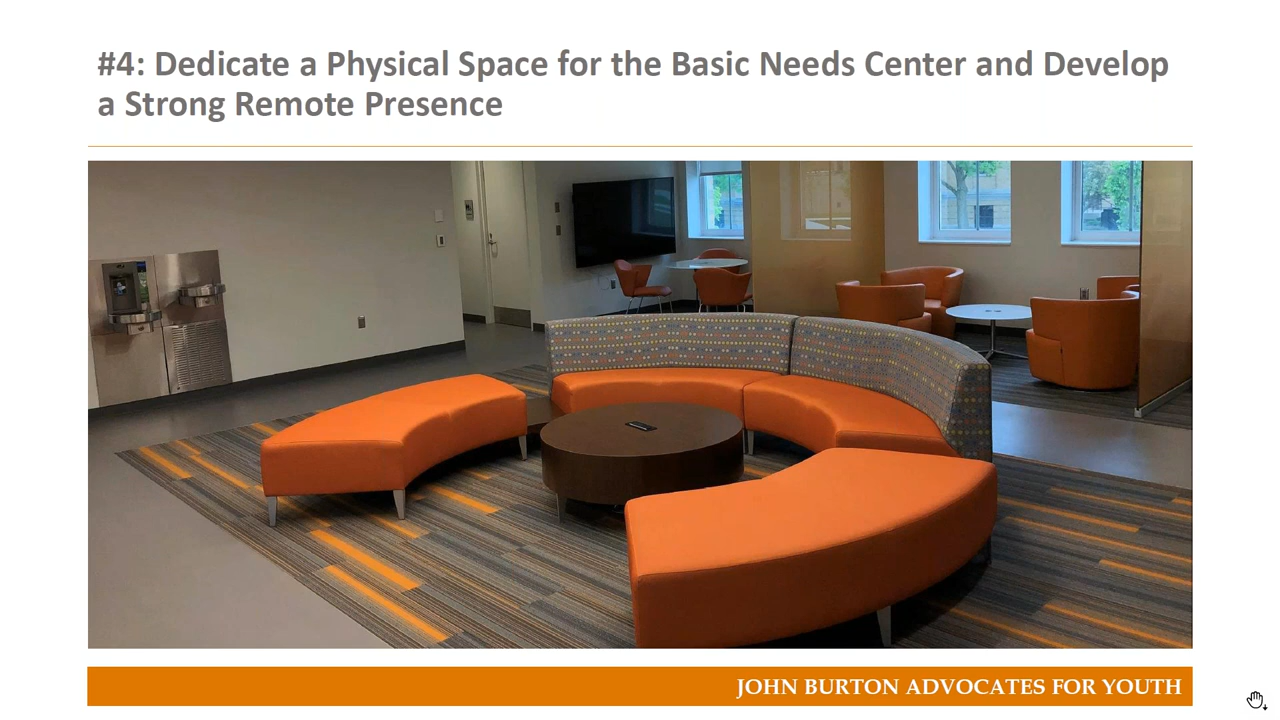 #4: Dedicate a Physical Space for the Basic Needs Center and Develop
a Strong Remote Presence
JOHN BURTON ADVOCATES FOR YOUTH